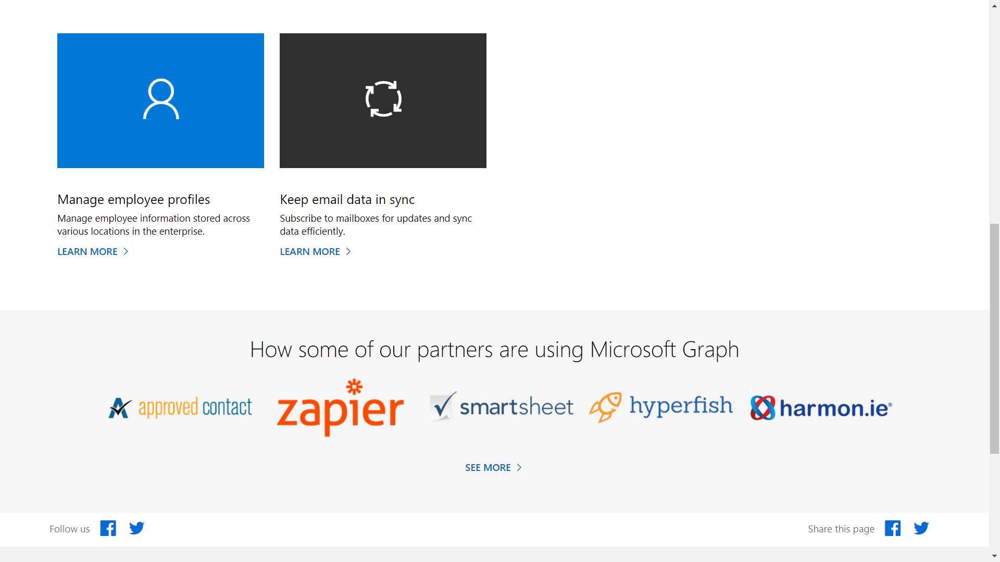 Manage employee profiles
Manage employee information stored across
various locations in the enterprise.
LEARN MORE
Keep email data in sync
Subscribe to mailboxes for updates and sync
data efficiently.
LEARN MORE
How some of our partners are using Microsoft Graph
approved contact
zapier
smartsheet
hyperfish
harmon.ie®
SEE MORE
Follow us
Share this page